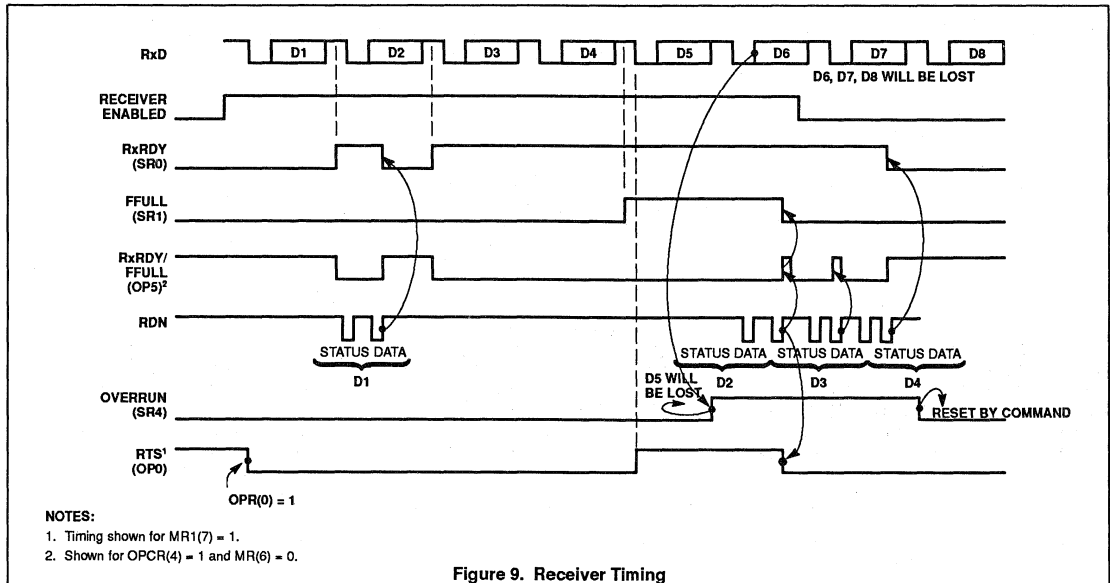 RxD D1 D2 D3 D4 D5 D6 D7 D8
D6, D7, D8 WILL BE LOST
RECEIVER
ENABLED
RxRDY
(SR0)
FFULL
(SR1)
RxRDY/
FFULL
(OP5)2
RDN
STATUS DATA STATUS DATA STATUS DATA STATUS DATA
D1 D2 D3 D4
D5 WILL
BE LOST
OVERRUN
(SR4)
RESET BY COMMAND
RTS1
(OP0)
OPR(0) = 1
NOTES:
1. Timing shown for MR1(7) = 1.
2. Shown for OPCR(4) = 1 and MR(6) = 0.
Figure 9. Receiver Timing